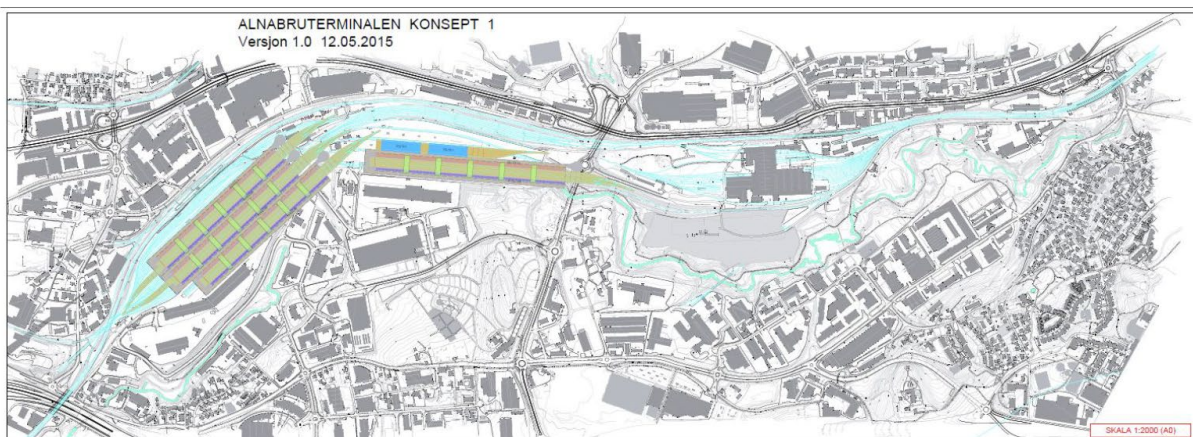 ALNABRUTERMINALEN KONSEPT 1
Versjon 1.0 12.05.2015
SKALA 1:2000 (A0)